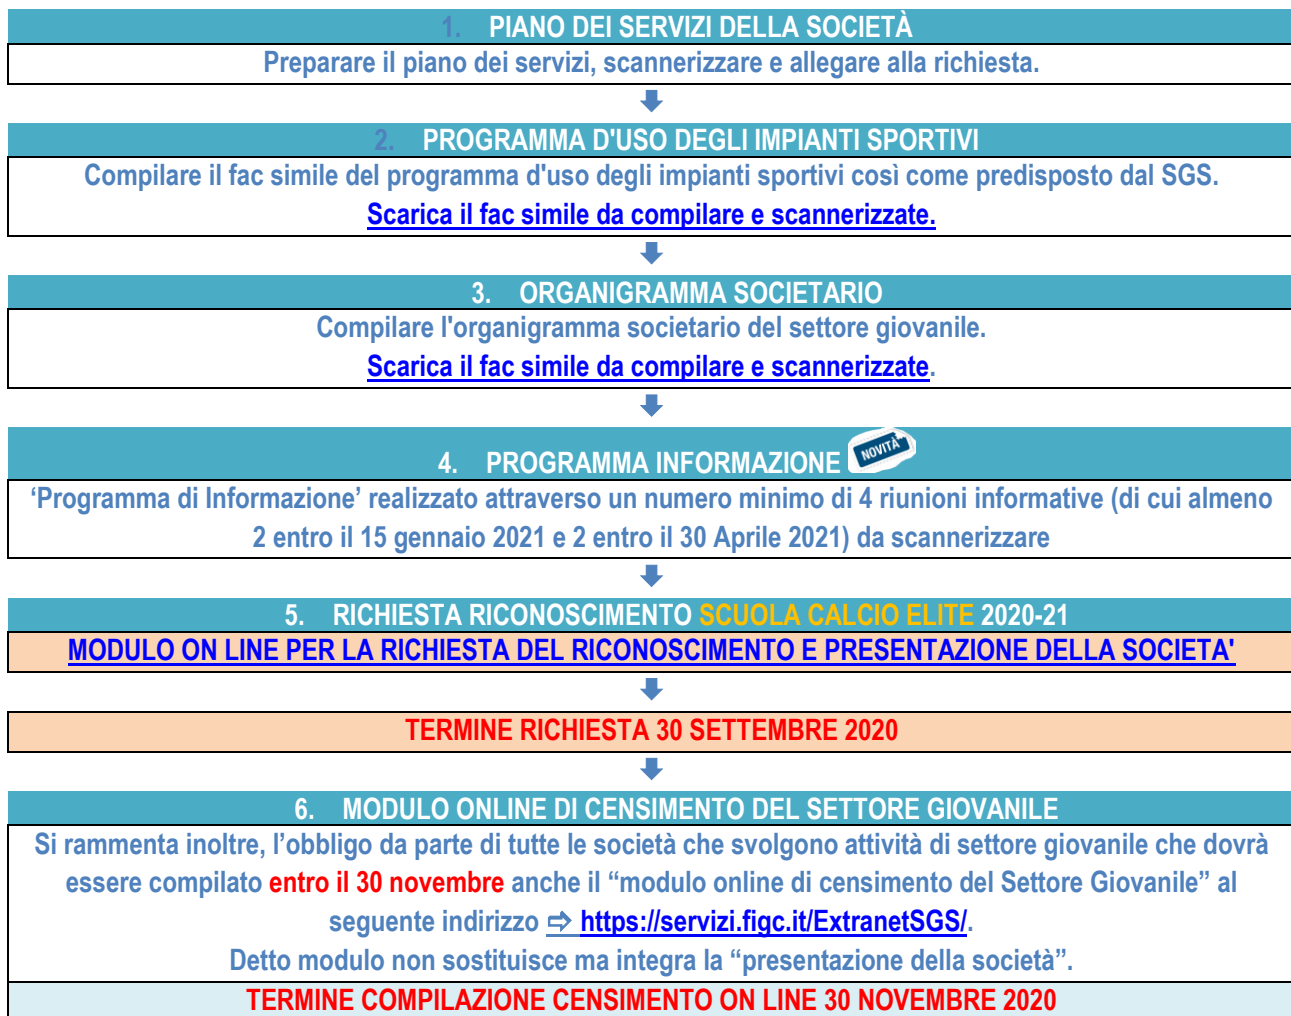 1. PIANO DEI SERVIZI DELLA SOCIETÀ
Preparare il piano dei servizi, scannerizzare e allegare alla richiesta.
2. PROGRAMMA D'USO DEGLI IMPIANTI SPORTIVI
Compilare il fac simile del programma d'uso degli impianti sportivi così come predisposto dal SGS.
Scarica il fac simile da compilare e scannerizzate.
3. ORGANIGRAMMA SOCIETARIO
Compilare l'organigramma societario del settore giovanile.
Scarica il fac simile da compilare e scannerizzate.
4. PROGRAMMA INFORMAZIONE NOVITÀ
‘Programma di Informazione’ realizzato attraverso un numero minimo di 4 riunioni informative (di cui almeno
2 entro il 15 gennaio 2021 e 2 entro il 30 Aprile 2021) da scannerizzare
5. RICHIESTA RICONOSCIMENTO SCUOLA CALCIO ELITE 2020-21
MODULO ON LINE PER LA RICHIESTA DEL RICONOSCIMENTO E PRESENTAZIONE DELLA SOCIETA'
TERMINE RICHIESTA 30 SETTEMBRE 2020
6. MODULO ONLINE DI CENSIMENTO DEL SETTORE GIOVANILE
Si rammenta inoltre, l’obbligo da parte di tutte le società che svolgono attività di settore giovanile che dovrà
essere compilato entro il 30 novembre anche il “modulo online di censimento del Settore Giovanile” al
seguente indirizzo ⇨ https://servizi.figc.it/ExtranetSGS/.
Detto modulo non sostituisce ma integra la “presentazione della società”.
TERMINE COMPILAZIONE CENSIMENTO ON LINE 30 NOVEMBRE 2020